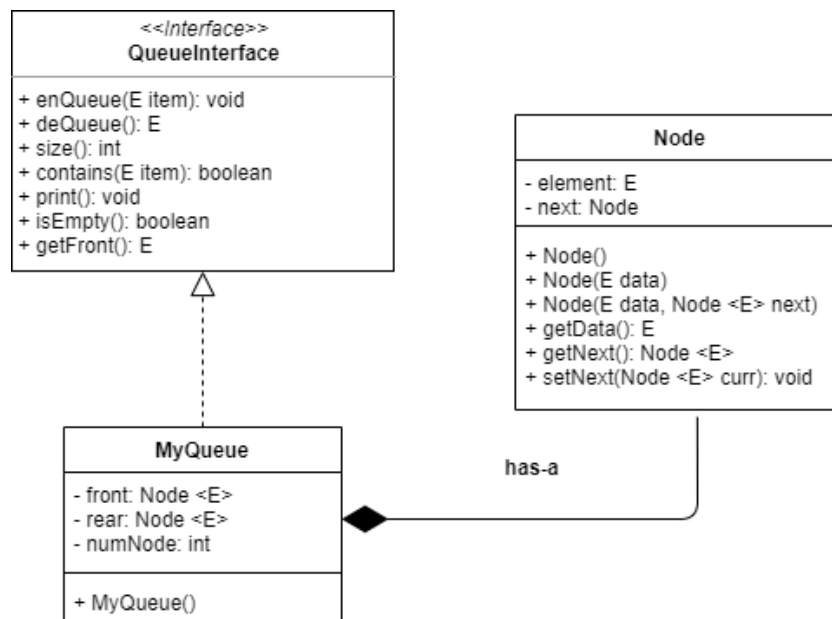 <<Interface>>
QueueInterface
+ enQueue(E item): void
+ deQueue(): E
+ size(): int
+ contains(E item): boolean
+ print(): void
+ isEmpty(): boolean
+ getFront(): E
Node
- element: E
- next: Node
+ Node()
+ Node(E data)
+ Node(E data, Node <E> next)
+ getData(): E
+ getNext(): Node <E>
+ setNext(Node <E> curr): void
MyQueue
- front: Node <E>
- rear: Node <E>
- numNode: int
+ MyQueue()
has-a